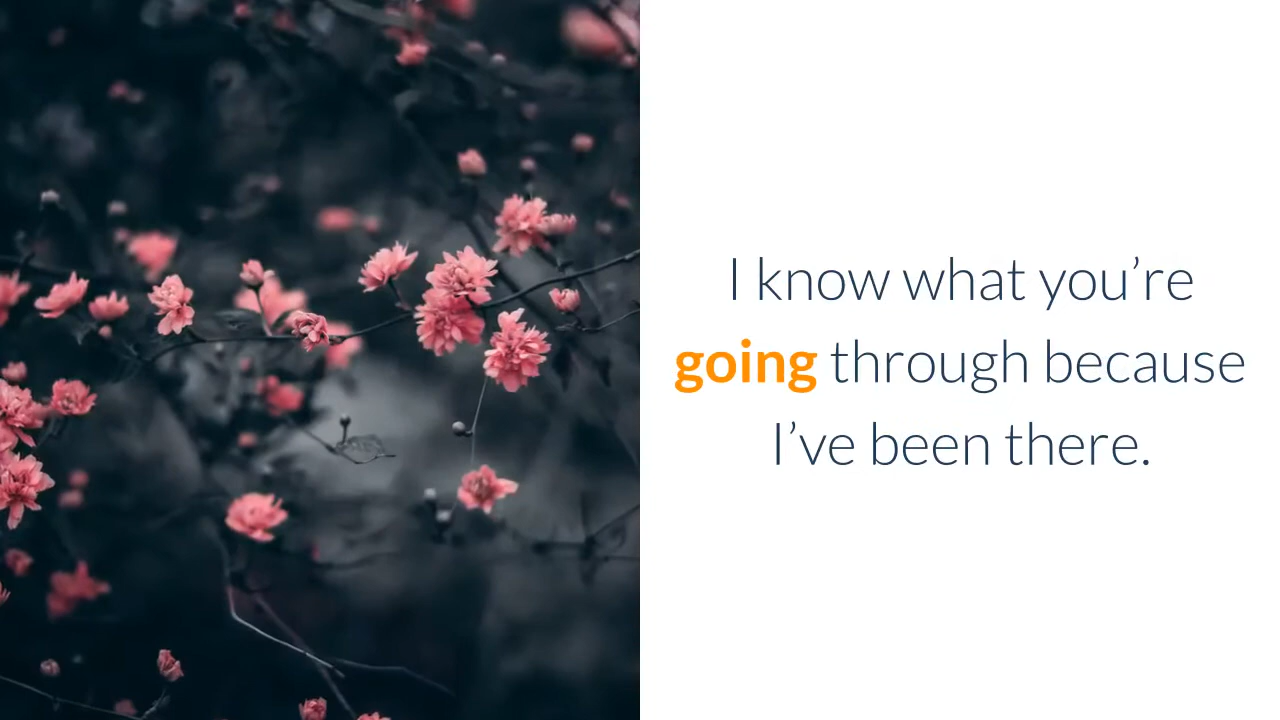 I know what you’re
going through because
I’ve been there.